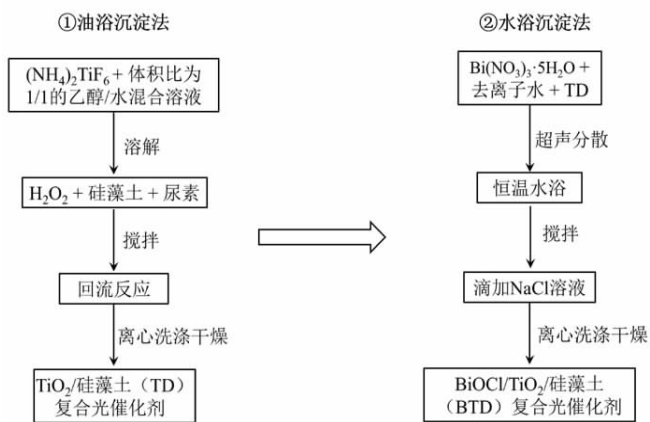 ①油浴沉淀法
(NH₄)₂TiF₆ + 体积比为
1/1的乙醇/水混合溶液
溶解
H₂O₂ + 硅藻土 + 尿素
搅拌
回流反应
离心洗涤干燥
TiO₂/硅藻土（TD）
复合光催化剂
②水浴沉淀法
Bi(NO₃)₃·5H₂O +
去离子水 + TD
超声分散
恒温水浴
搅拌
滴加NaCl溶液
离心洗涤干燥
BiOCl/TiO₂/硅藻土
（BTD）复合光催化剂